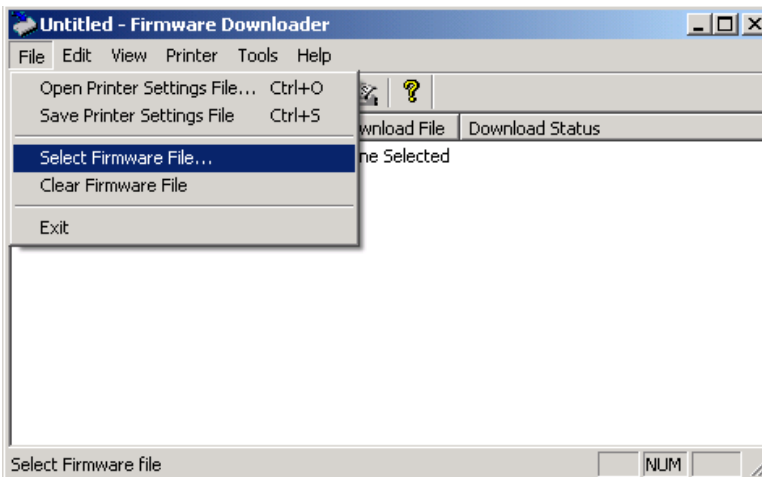 Untitled - Firmware Downloader
File Edit View Printer Tools Help
Open Printer Settings File... Ctrl+O
Save Printer Settings File Ctrl+S
wnload File Download Status
Select Firmware File...
ne Selected
Clear Firmware File
Exit
Select Firmware file NUM